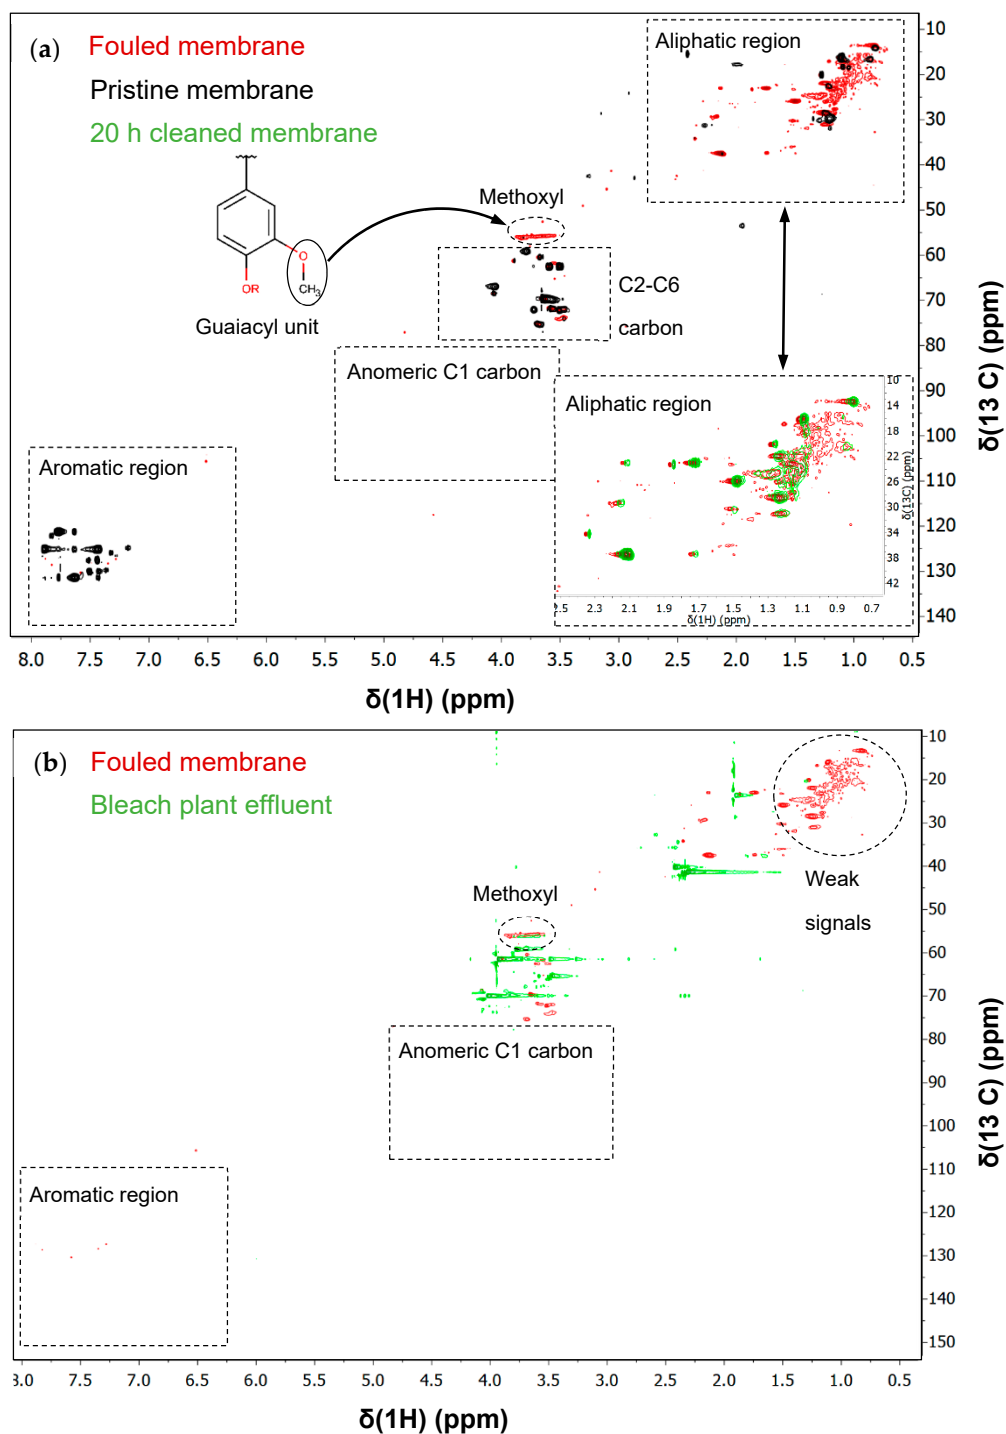 (a) Fouled membrane
Pristine membrane
20 h cleaned membrane
OR
O
CH3
Guaiacyl unit
Methoxyl
C2-C6
carbon
Anomeric C1 carbon
Aromatic region
Aliphatic region
Aliphatic region
10
14
18
22
26
29
34
38
42
δ(13C) (ppm)
2.5 2.3 2.1 1.9 1.7 1.5 1.3 1.1 0.9 0.7
δ(1H) (ppm)
10
20
30
40
50
60
70
80
90
100
110
120
130
140
δ(13 C) (ppm)
8.0 7.5 7.0 6.5 6.0 5.5 5.0 4.5 4.0 3.5 3.0 2.5 2.0 1.5 1.0 0.5
δ(1H) (ppm)
(b) Fouled membrane
Bleach plant effluent
Methoxyl
Weak
signals
Anomeric C1 carbon
Aromatic region
10
20
30
40
50
60
70
80
90
100
110
120
130
140
150
δ(13 C) (ppm)
8.0 7.5 7.0 6.5 6.0 5.5 5.0 4.5 4.0 3.5 3.0 2.5 2.0 1.5 1.0 0.5
δ(1H) (ppm)